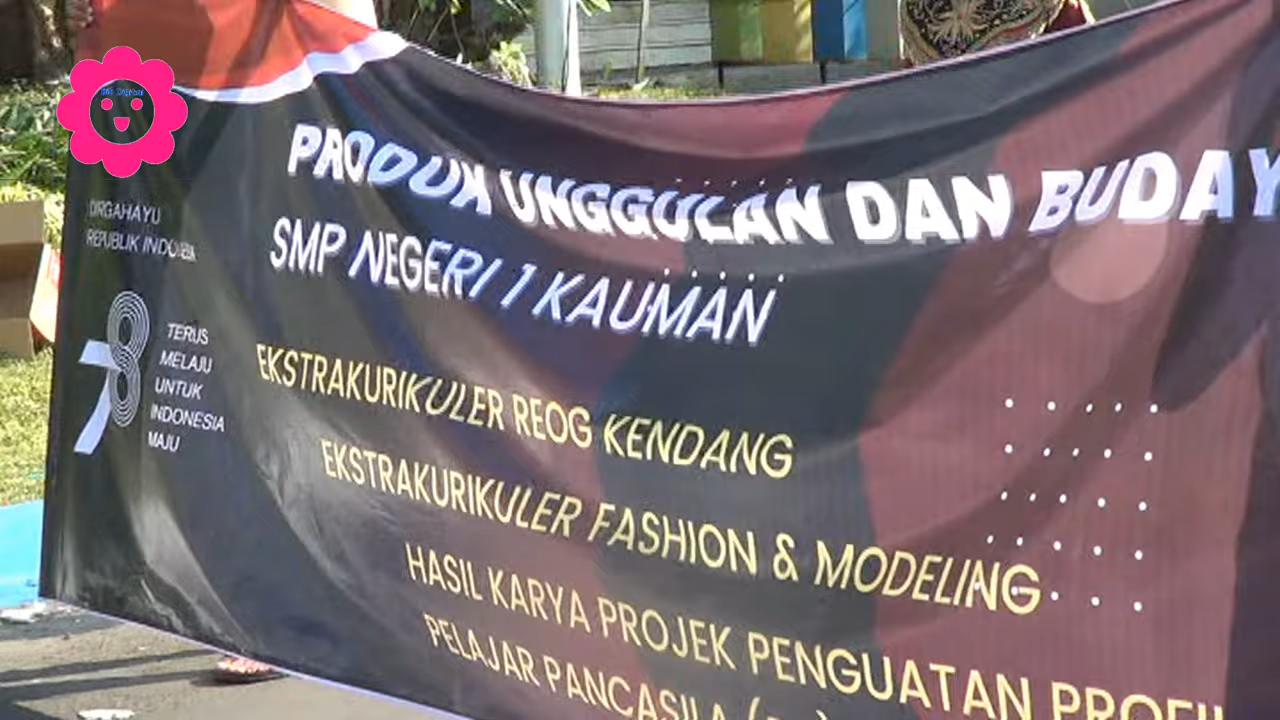 PRODUK UNGGULAN DAN BUDAY
SMP NEGERI 1 KAUMAN
DIRGAHAYU
REPUBLIK INDONESIA
78
TERUS
MELAJU
UNTUK
INDONESIA
MAJU
EKSTRAKURIKULER REOG KENDANG
EKSTRAKURIKULER FASHION & MODELING
HASIL KARYA PROJEK PENGUATAN PROFIL
PELAJAR PANCASILA